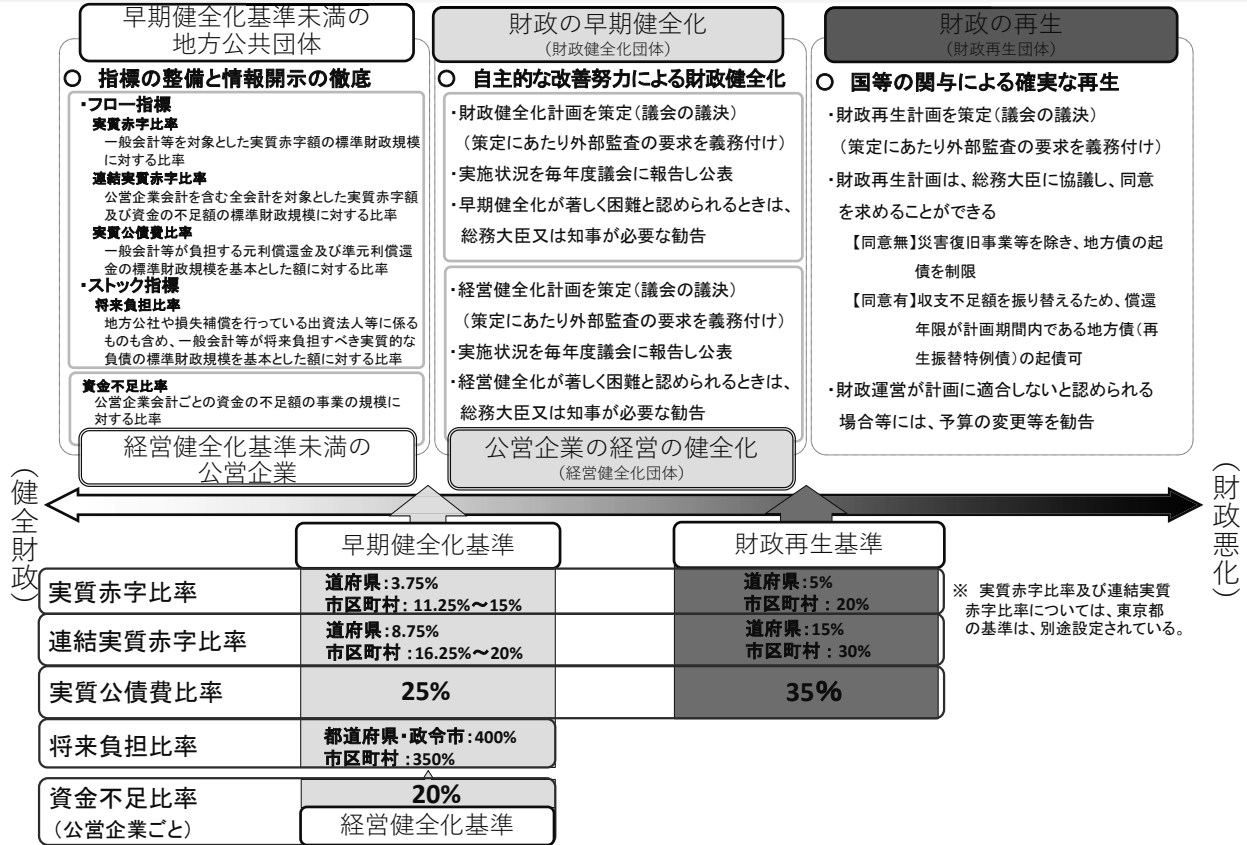 早期健全化基準未満の
地方公共団体
○ 指標の整備と情報開示の徹底
・フロー指標
実質赤字比率
一般会計等を対象とした実質赤字額の標準財政規模
に対する比率
連結実質赤字比率
公営企業会計を含む全会計を対象とした実質赤字額
及び資金の不足額の標準財政規模に対する比率
実質公債費比率
一般会計等が負担する元利償還金及び準元利償還
金の標準財政規模を基本とした額に対する比率
・ストック指標
将来負担比率
地方公社や損失補償を行っている出資法人等に係る
ものも含め、一般会計等が将来負担すべき実質的な
負債の標準財政規模を基本とした額に対する比率
資金不足比率
公営企業会計ごとの資金の不足額の事業の規模に
対する比率
経営健全化基準未満の
公営企業
財政の早期健全化
(財政健全化団体)
○ 自主的な改善努力による財政健全化
・財政健全化計画を策定(議会の議決)
(策定にあたり外部監査の要求を義務付け)
・実施状況を毎年度議会に報告し公表
・早期健全化が著しく困難と認められるときは、
総務大臣又は知事が必要な勧告
・経営健全化計画を策定(議会の議決)
(策定にあたり外部監査の要求を義務付け)
・実施状況を毎年度議会に報告し公表
・経営健全化が著しく困難と認められるときは、
総務大臣又は知事が必要な勧告
公営企業の経営の健全化
(経営健全化団体)
財政の再生
(財政再生団体)
○ 国等の関与による確実な再生
・財政再生計画を策定(議会の議決)
(策定にあたり外部監査の要求を義務付け)
・財政再生計画は、総務大臣に協議し、同意
を求めることができる
【同意無】災害復旧事業等を除き、地方債の起
債を制限
【同意有】収支不足額を振り替えるため、償還
年限が計画期間内である地方債(再
生振替特例債)の起債可
・財政運営が計画に適合しないと認められる
場合等には、予算の変更等を勧告
(健全財政)
(財政悪化)
早期健全化基準
財政再生基準
実質赤字比率
道府県:3.75%
市区町村:11.25%~15%
道府県:5%
市区町村:20%
連結実質赤字比率
道府県:8.75%
市区町村:16.25%~20%
道府県:15%
市区町村:30%
実質公債費比率
25%
35%
将来負担比率
都道府県・政令市:400%
市区町村:350%
資金不足比率
(公営企業ごと)
20%
経営健全化基準
※ 実質赤字比率及び連結実質
赤字比率については、東京都
の基準は、別途設定されている。